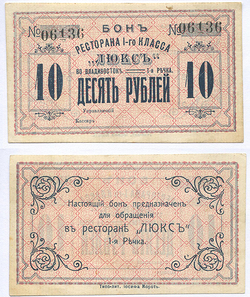 №06136 БОНЪ №06136
РЕСТОРАНА I-го КЛАССА
„ЛЮКСЪ“
ВО ВЛАДИВОСТОКѢ 1-я РѢЧКА.
10 10
ДЕСЯТЬ РУБЛЕЙ
Управляющій
Кассиръ
Настоящій бонъ предназначенъ
для обращенія
въ ресторанѣ „ЛЮКСЪ“
1-я Рѣчка.